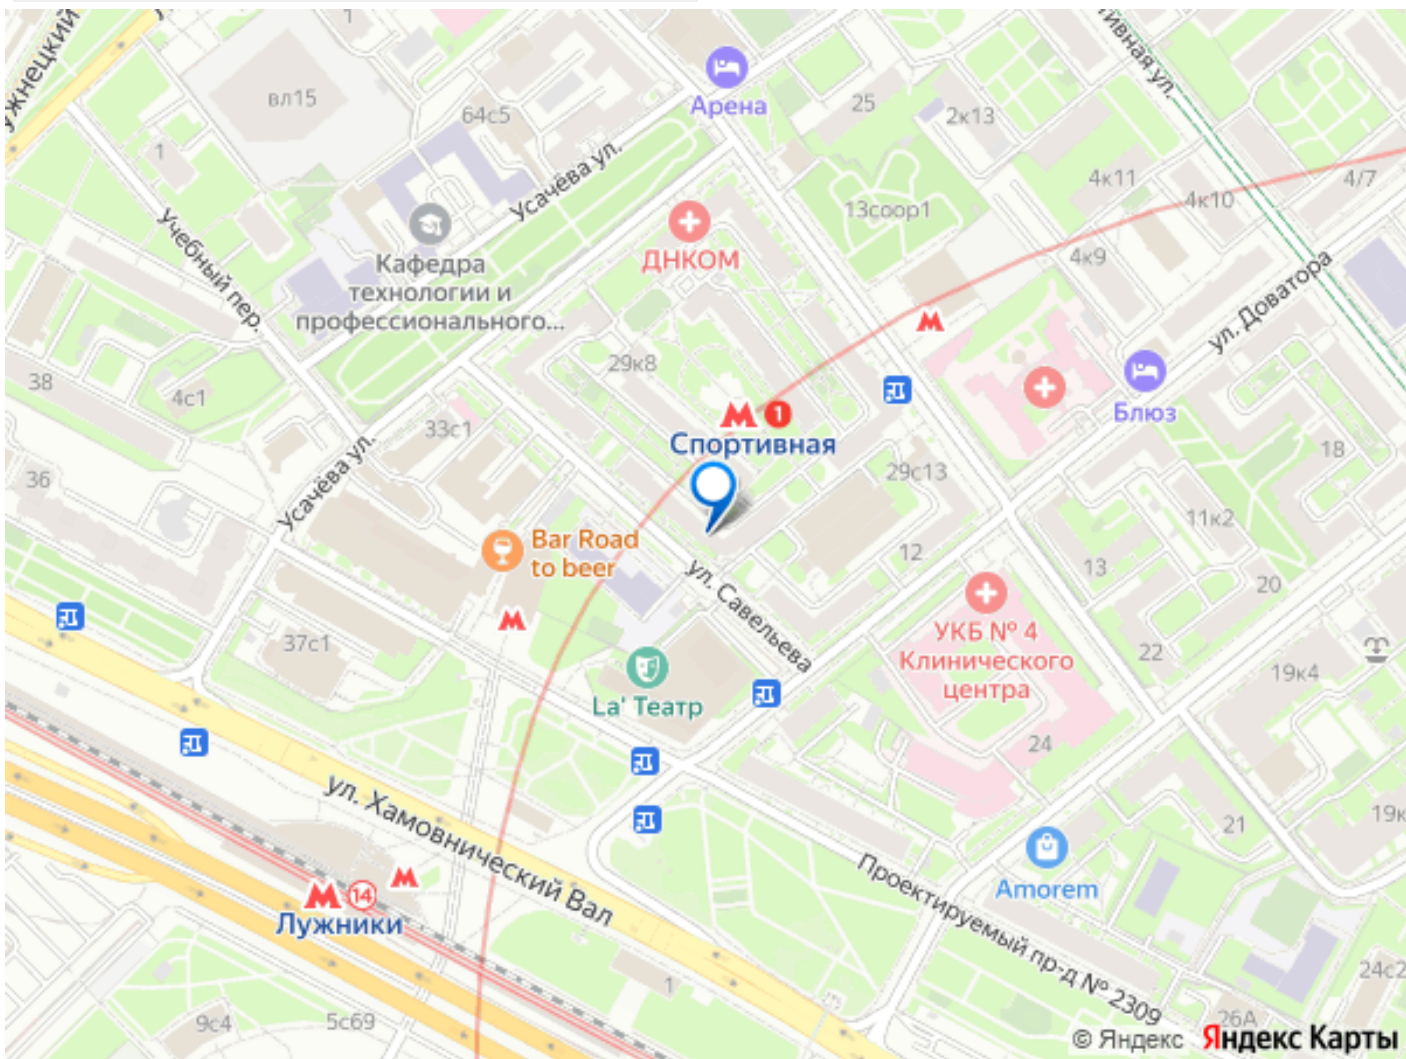 1
вл15
64с5
Арена
25
2к13
1
Усачёва ул.
4к11
4/7
4к10
13соор1
Учебный пер.
Кафедра
технологии и
профессионального...
ДНКОМ
4к9
ул. Доватора
29к8
38
4с1
33с1
1
Спортивная
Блюз
18
29с13
36
Усачёва ул.
11к2
Bar Road
to beer
12
13
20
ул. Савельева
УКБ № 4
Клинического
центра
22
37с1
19к4
La' Театр
24
ул. Хамовнический Вал
21
Amorem
14
Лужники
Проектируемый пр-д № 2309
1
9с4
5с69
26А
© Яндекс Яндекс Карты